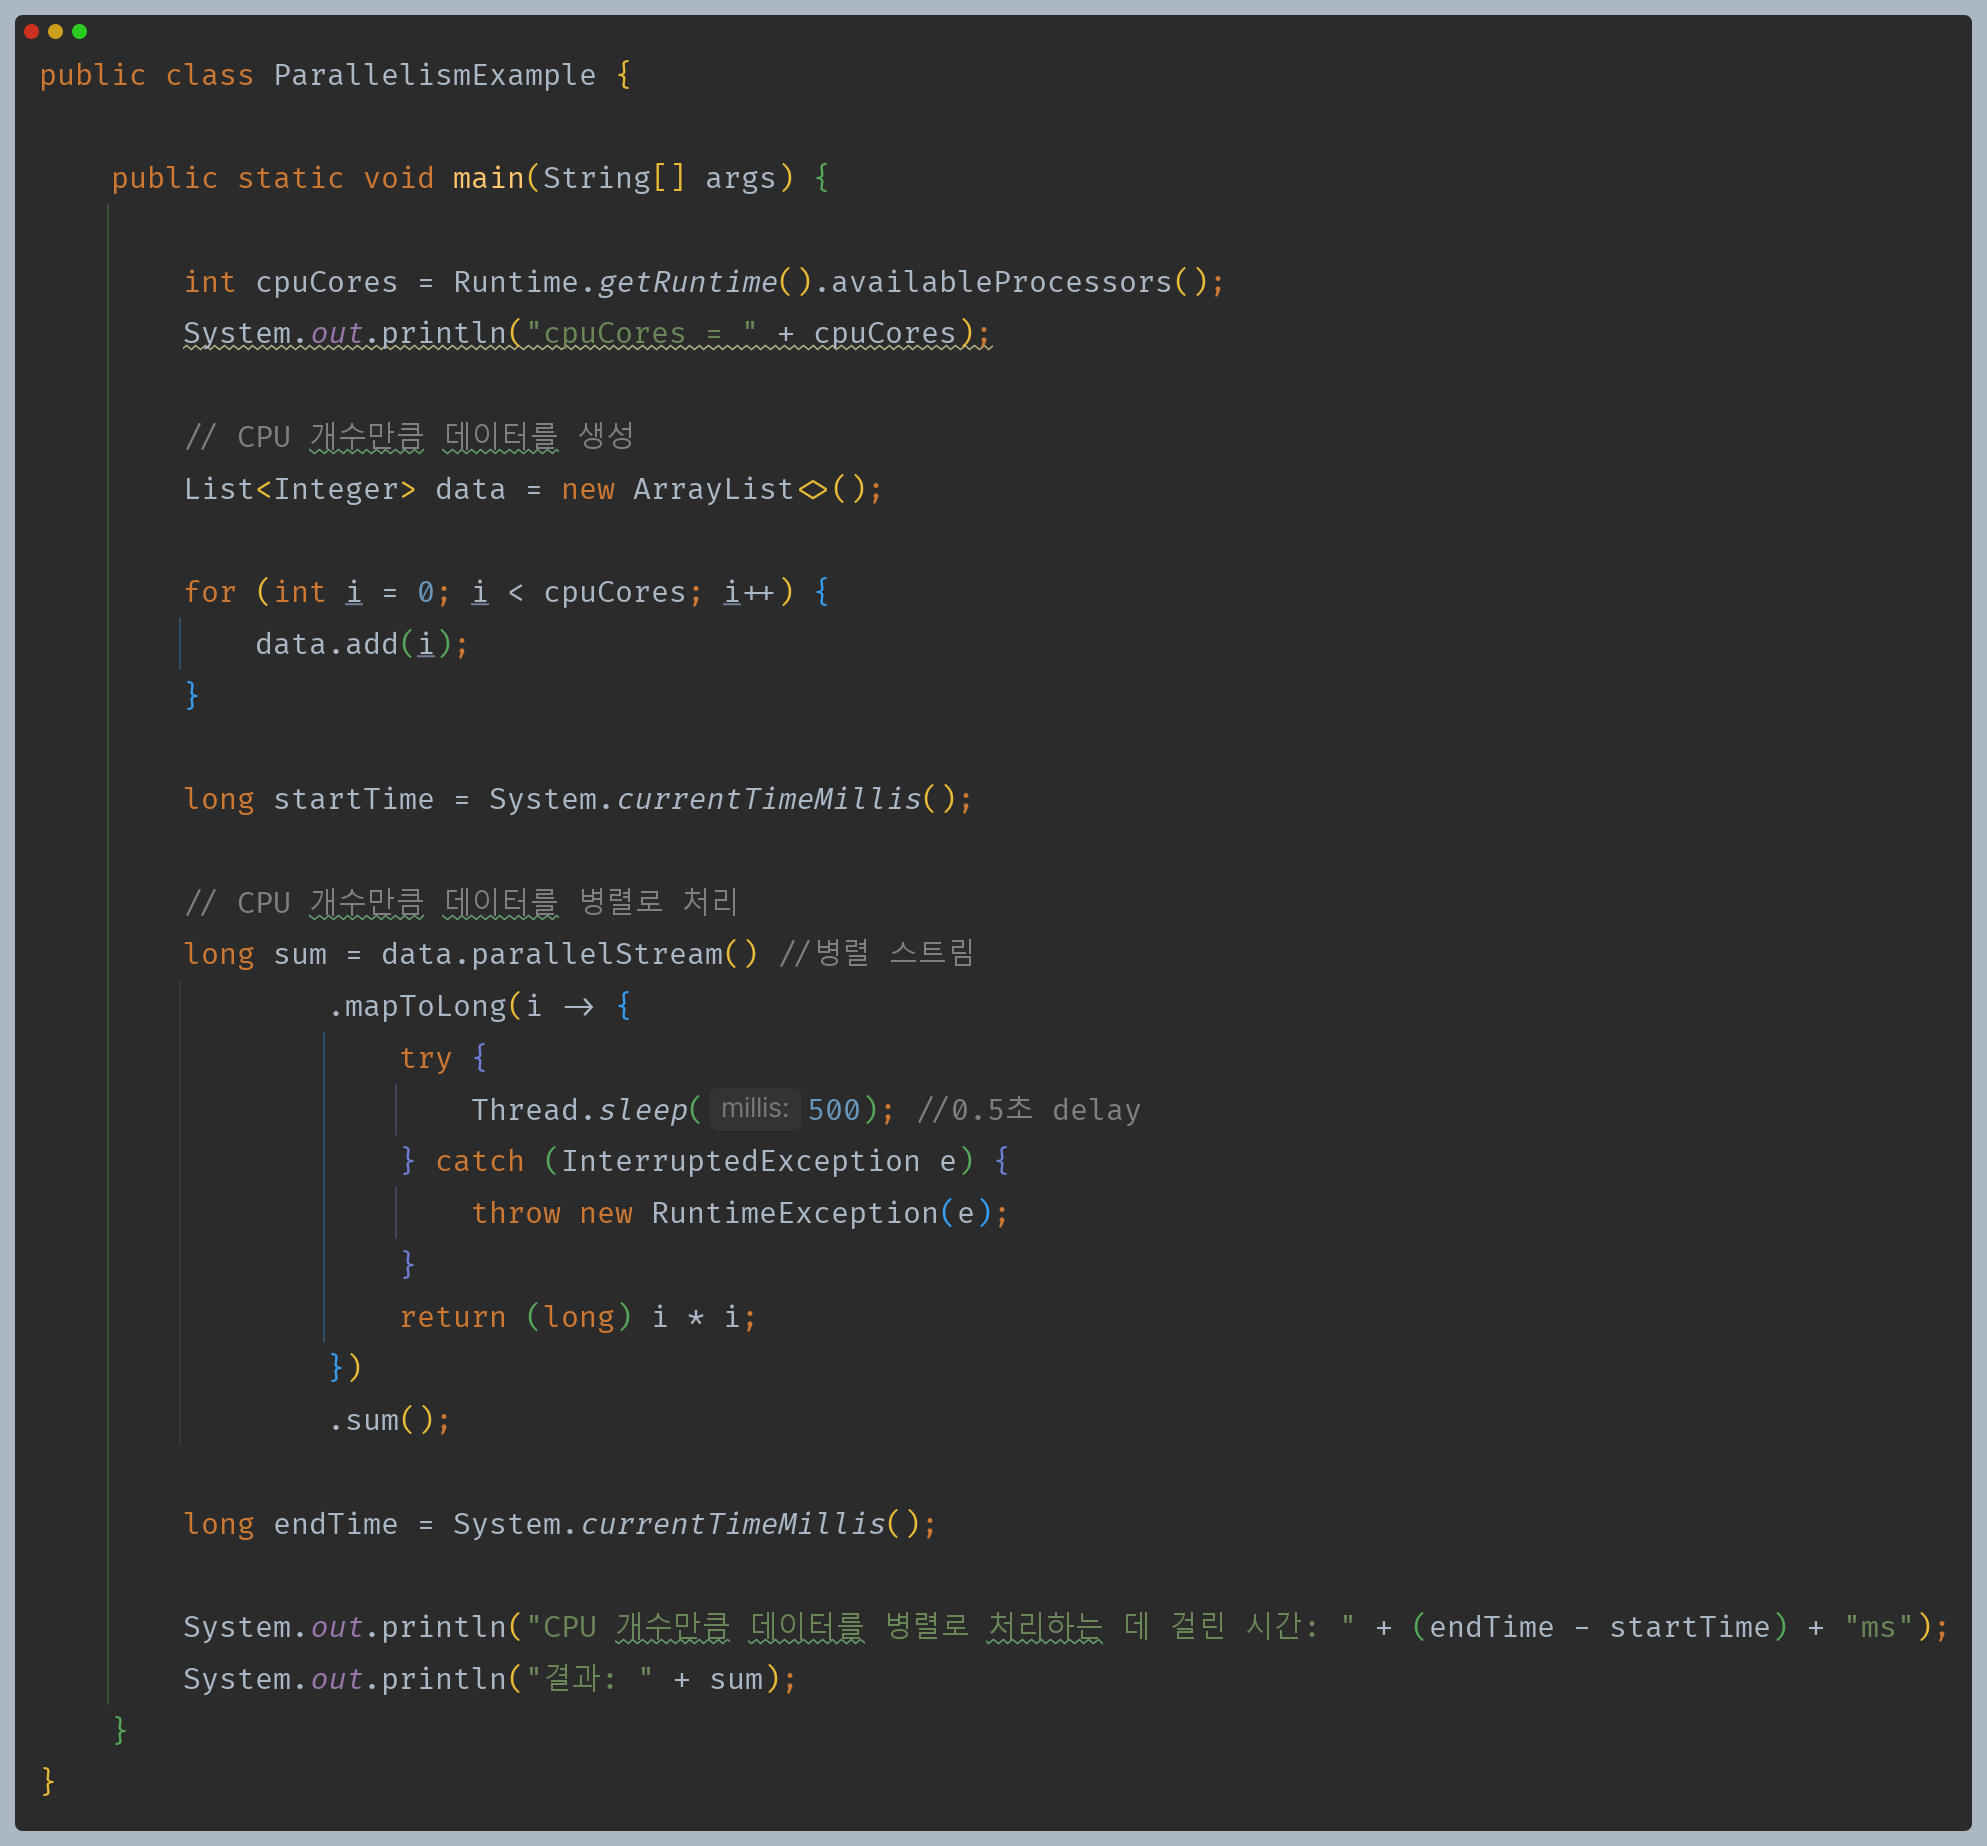 public class ParallelismExample {
public static void main(String[] args) {
int cpuCores = Runtime.getRuntime().availableProcessors();
System.out.println("cpuCores = " + cpuCores);
// CPU 개수만큼 데이터를 생성
List<Integer> data = new ArrayList<>();
for (int i = 0; i < cpuCores; i++) {
data.add(i);
}
long startTime = System.currentTimeMillis();
// CPU 개수만큼 데이터를 병렬로 처리
long sum = data.parallelStream() //병렬 스트림
.mapToLong(i -> {
try {
Thread.sleep( millis: 500); //0.5초 delay
} catch (InterruptedException e) {
throw new RuntimeException(e);
}
return (long) i * i;
})
.sum();
long endTime = System.currentTimeMillis();
System.out.println("CPU 개수만큼 데이터를 병렬로 처리하는 데 걸린 시간: " + (endTime - startTime) + "ms");
System.out.println("결과: " + sum);
}
}